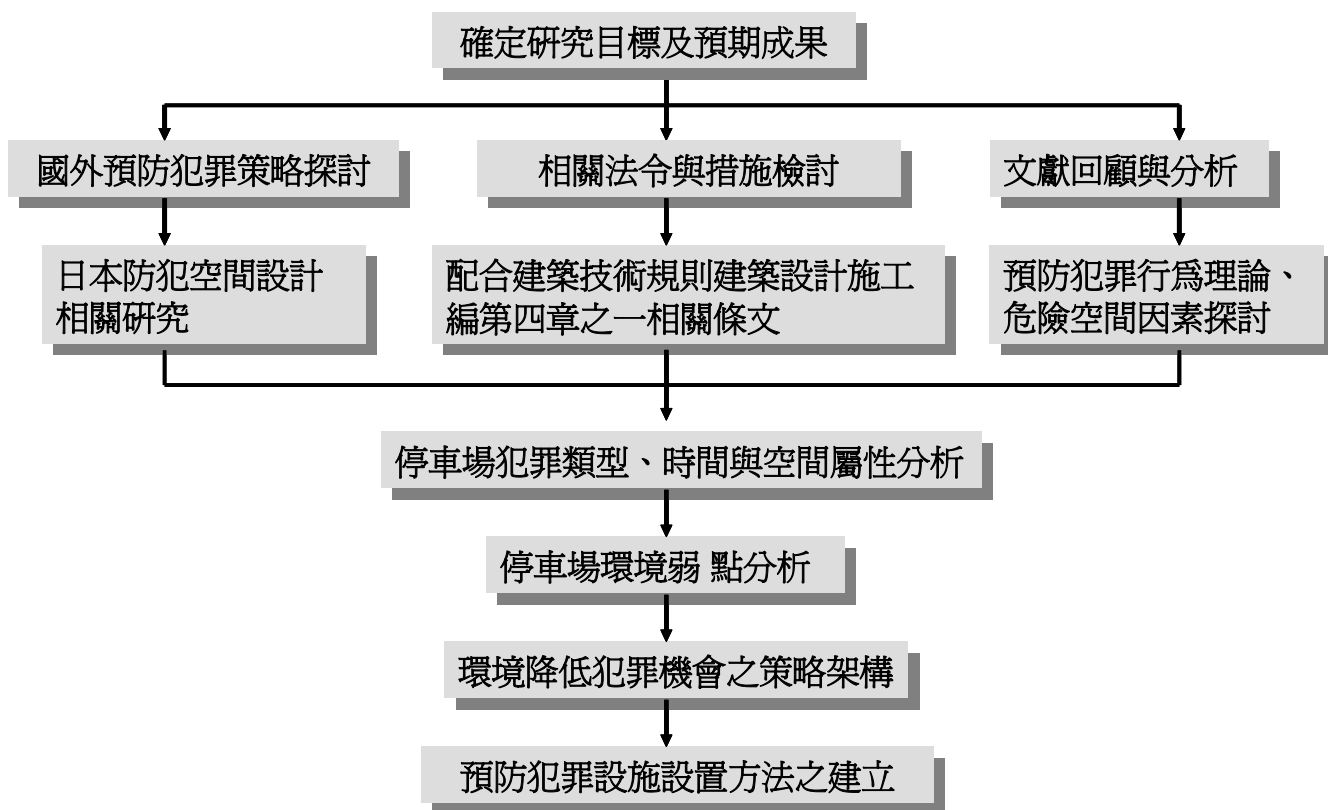 確定研究目標及預期成果
國外預防犯罪策略探討
相關法令與措施檢討
文獻回顧與分析
日本防犯空間設計
相關研究
配合建築技術規則建築設計施工
編第四章之一相關條文
預防犯罪行為理論、
危險空間因素探討
停車場犯罪類型、時間與空間屬性分析
停車場環境弱 點分析
環境降低犯罪機會之策略架構
預防犯罪設施設置方法之建立